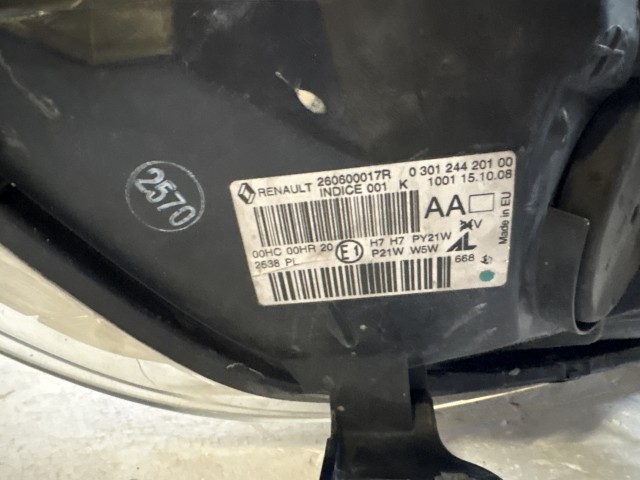 2570
RENAULT 260600017R 0 301 244 201 00
INDICE 001 K 1001 15.10.08
AA
Made in EU
00HC 00HR 20 E1 H7 H7 PY21W
2638 PL P21W W5W
AL
668